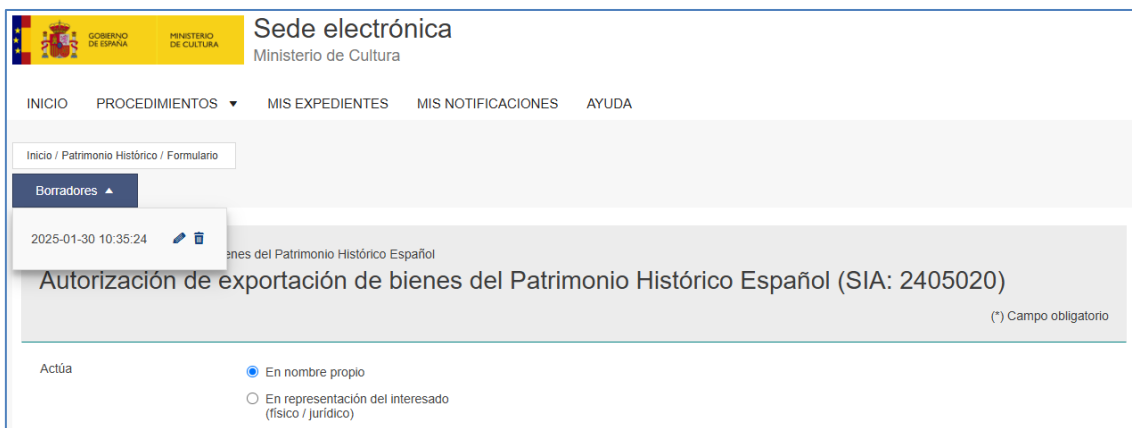 GOBIERNO
DE ESPAÑA
MINISTERIO
DE CULTURA
Sede electrónica
Ministerio de Cultura
INICIO PROCEDIMIENTOS ▼ MIS EXPEDIENTES MIS NOTIFICACIONES AYUDA
Inicio / Patrimonio Histórico / Formulario
Borradores ▲
2025-01-30 10:35:24
enes del Patrimonio Histórico Español
Autorización de exportación de bienes del Patrimonio Histórico Español (SIA: 2405020)
(*) Campo obligatorio
Actúa
En nombre propio
En representación del interesado
(físico / jurídico)